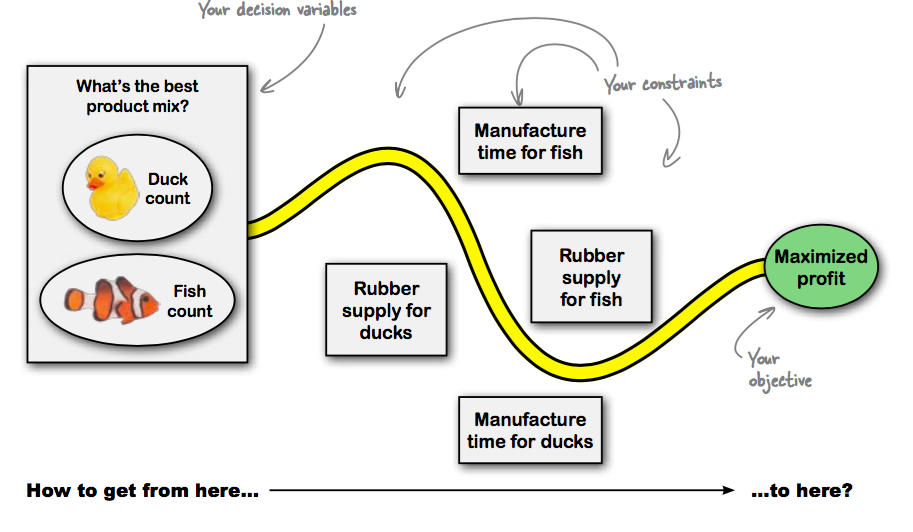 Your decision variables
What's the best
product mix?
Duck
count
Fish
count
Your constraints
Manufacture
time for fish
Rubber
supply for
ducks
Rubber
supply
for fish
Manufacture
time for ducks
Maximized
profit
Your
objective
How to get from here...
...to here?